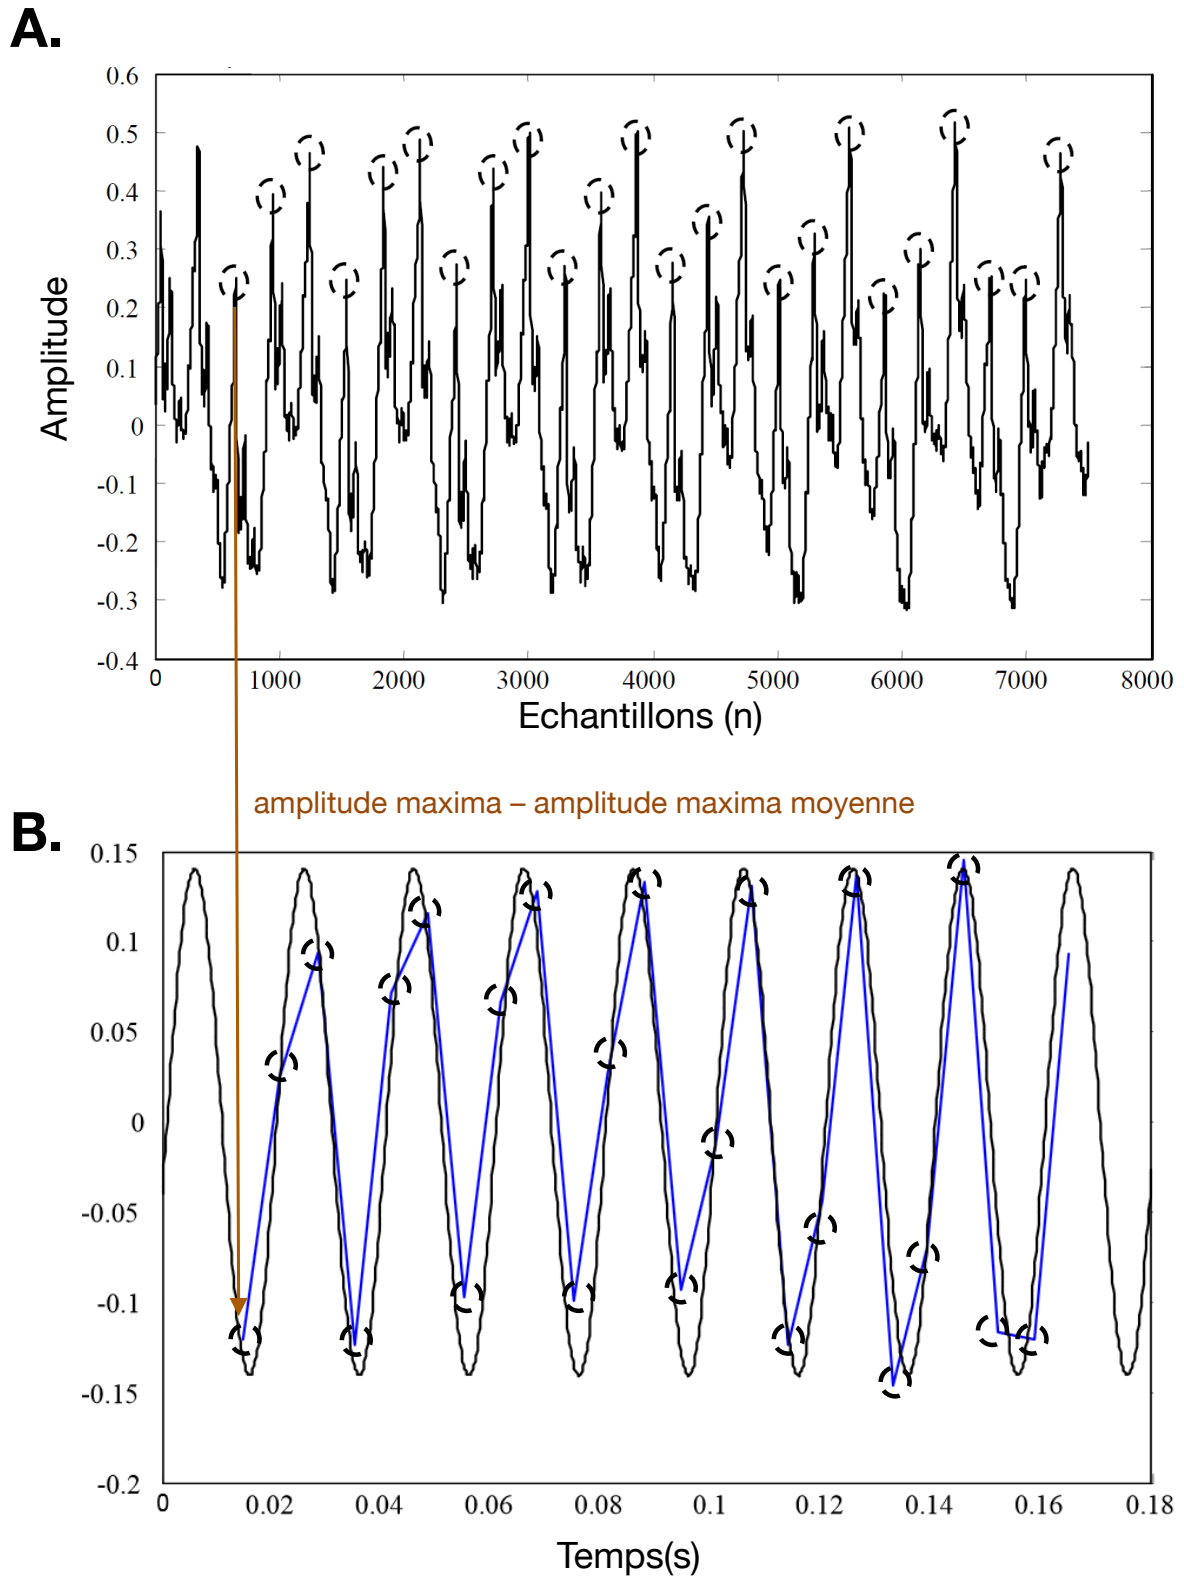 A.
0.6
0.5
0.4
0.3
0.2
0.1
0
-0.1
-0.2
-0.3
-0.4
Amplitude
0 1000 2000 3000 4000 5000 6000 7000 8000
Echantillons (n)
amplitude maxima – amplitude maxima moyenne
B.
0.15
0.1
0.05
0
-0.05
-0.1
-0.15
-0.2
0 0.02 0.04 0.06 0.08 0.1 0.12 0.14 0.16 0.18
Temps(s)